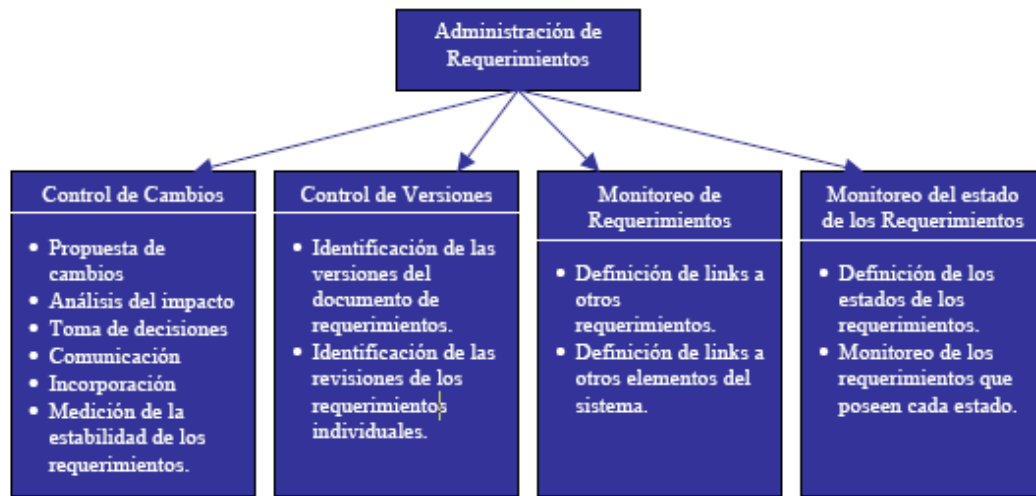 Administración de
Requerimientos
Control de Cambios
• Propuesta de
cambios
• Análisis del impacto
• Toma de decisiones
• Comunicación
• Incorporación
• Medición de la
estabilidad de los
requerimientos.
Control de Versiones
• Identificación de las
versiones del
documento de
requerimientos.
• Identificación de las
revisiones de los
requerimientos
individuales.
Monitoreo de
Requerimientos
• Definición de links a
otros
requerimientos.
• Definición de links a
otros elementos del
sistema.
Monitoreo del estado
de los Requerimientos
• Definición de los
estados de los
requerimientos.
• Monitoreo de los
requerimientos que
poseen cada estado.